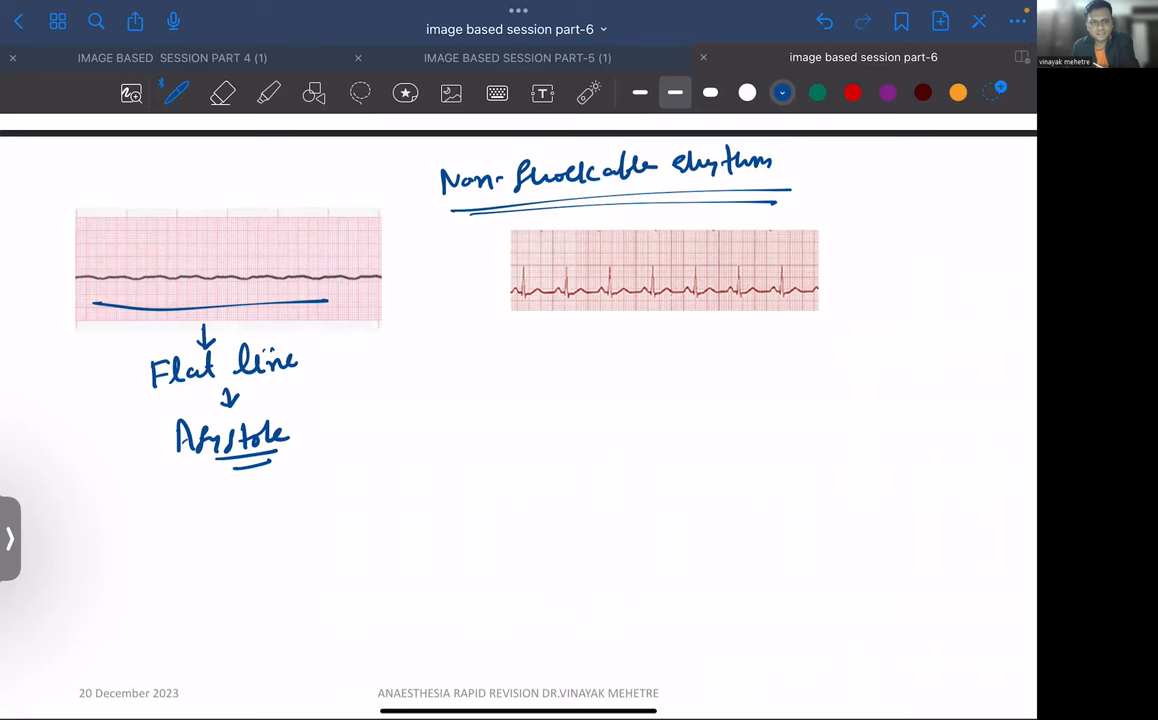 image based session part-6
vinayak mehetre
IMAGE BASED SESSION PART 4 (1)
IMAGE BASED SESSION PART-5 (1)
image based session part-6
Non-Shockable Rhythm
Flat line
Asystole
20 December 2023
ANAESTHESIA RAPID REVISION DR.VINAYAK MEHETRE